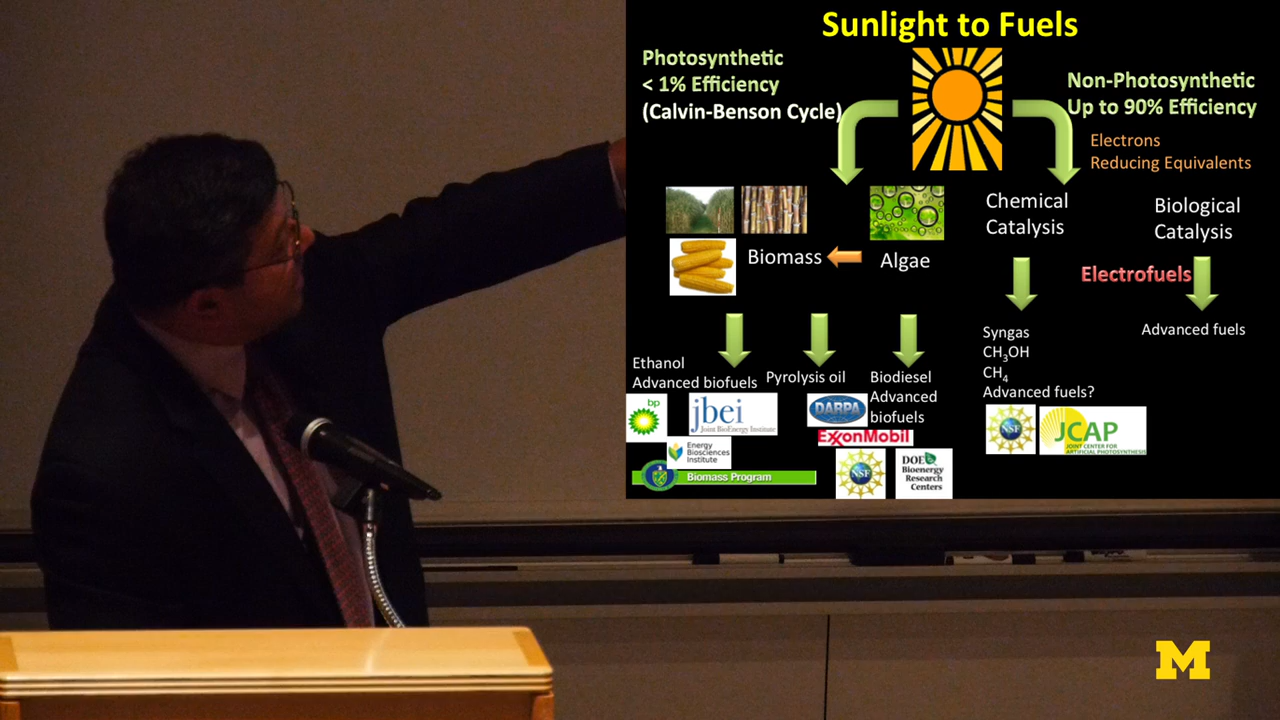 Sunlight to Fuels
Photosynthetic
< 1% Efficiency
(Calvin-Benson Cycle)
Non-Photosynthetic
Up to 90% Efficiency
Electrons
Reducing Equivalents
Chemical
Catalysis
Biological
Catalysis
Biomass
Algae
Electrofuels
Ethanol
Advanced biofuels
Pyrolysis oil
Biodiesel
Advanced
biofuels
Syngas
CH₃OH
CH₄
Advanced fuels?
Advanced fuels
bp
jbei
Joint BioEnergy Institute
Energy
Biosciences
Institute
Biomass Program
DARPA
ExxonMobil
NSF
DOE
Bioenergy
Research
Centers
NSF
JCAP
JOINT CENTER FOR
ARTIFICIAL PHOTOSYNTHESIS
M